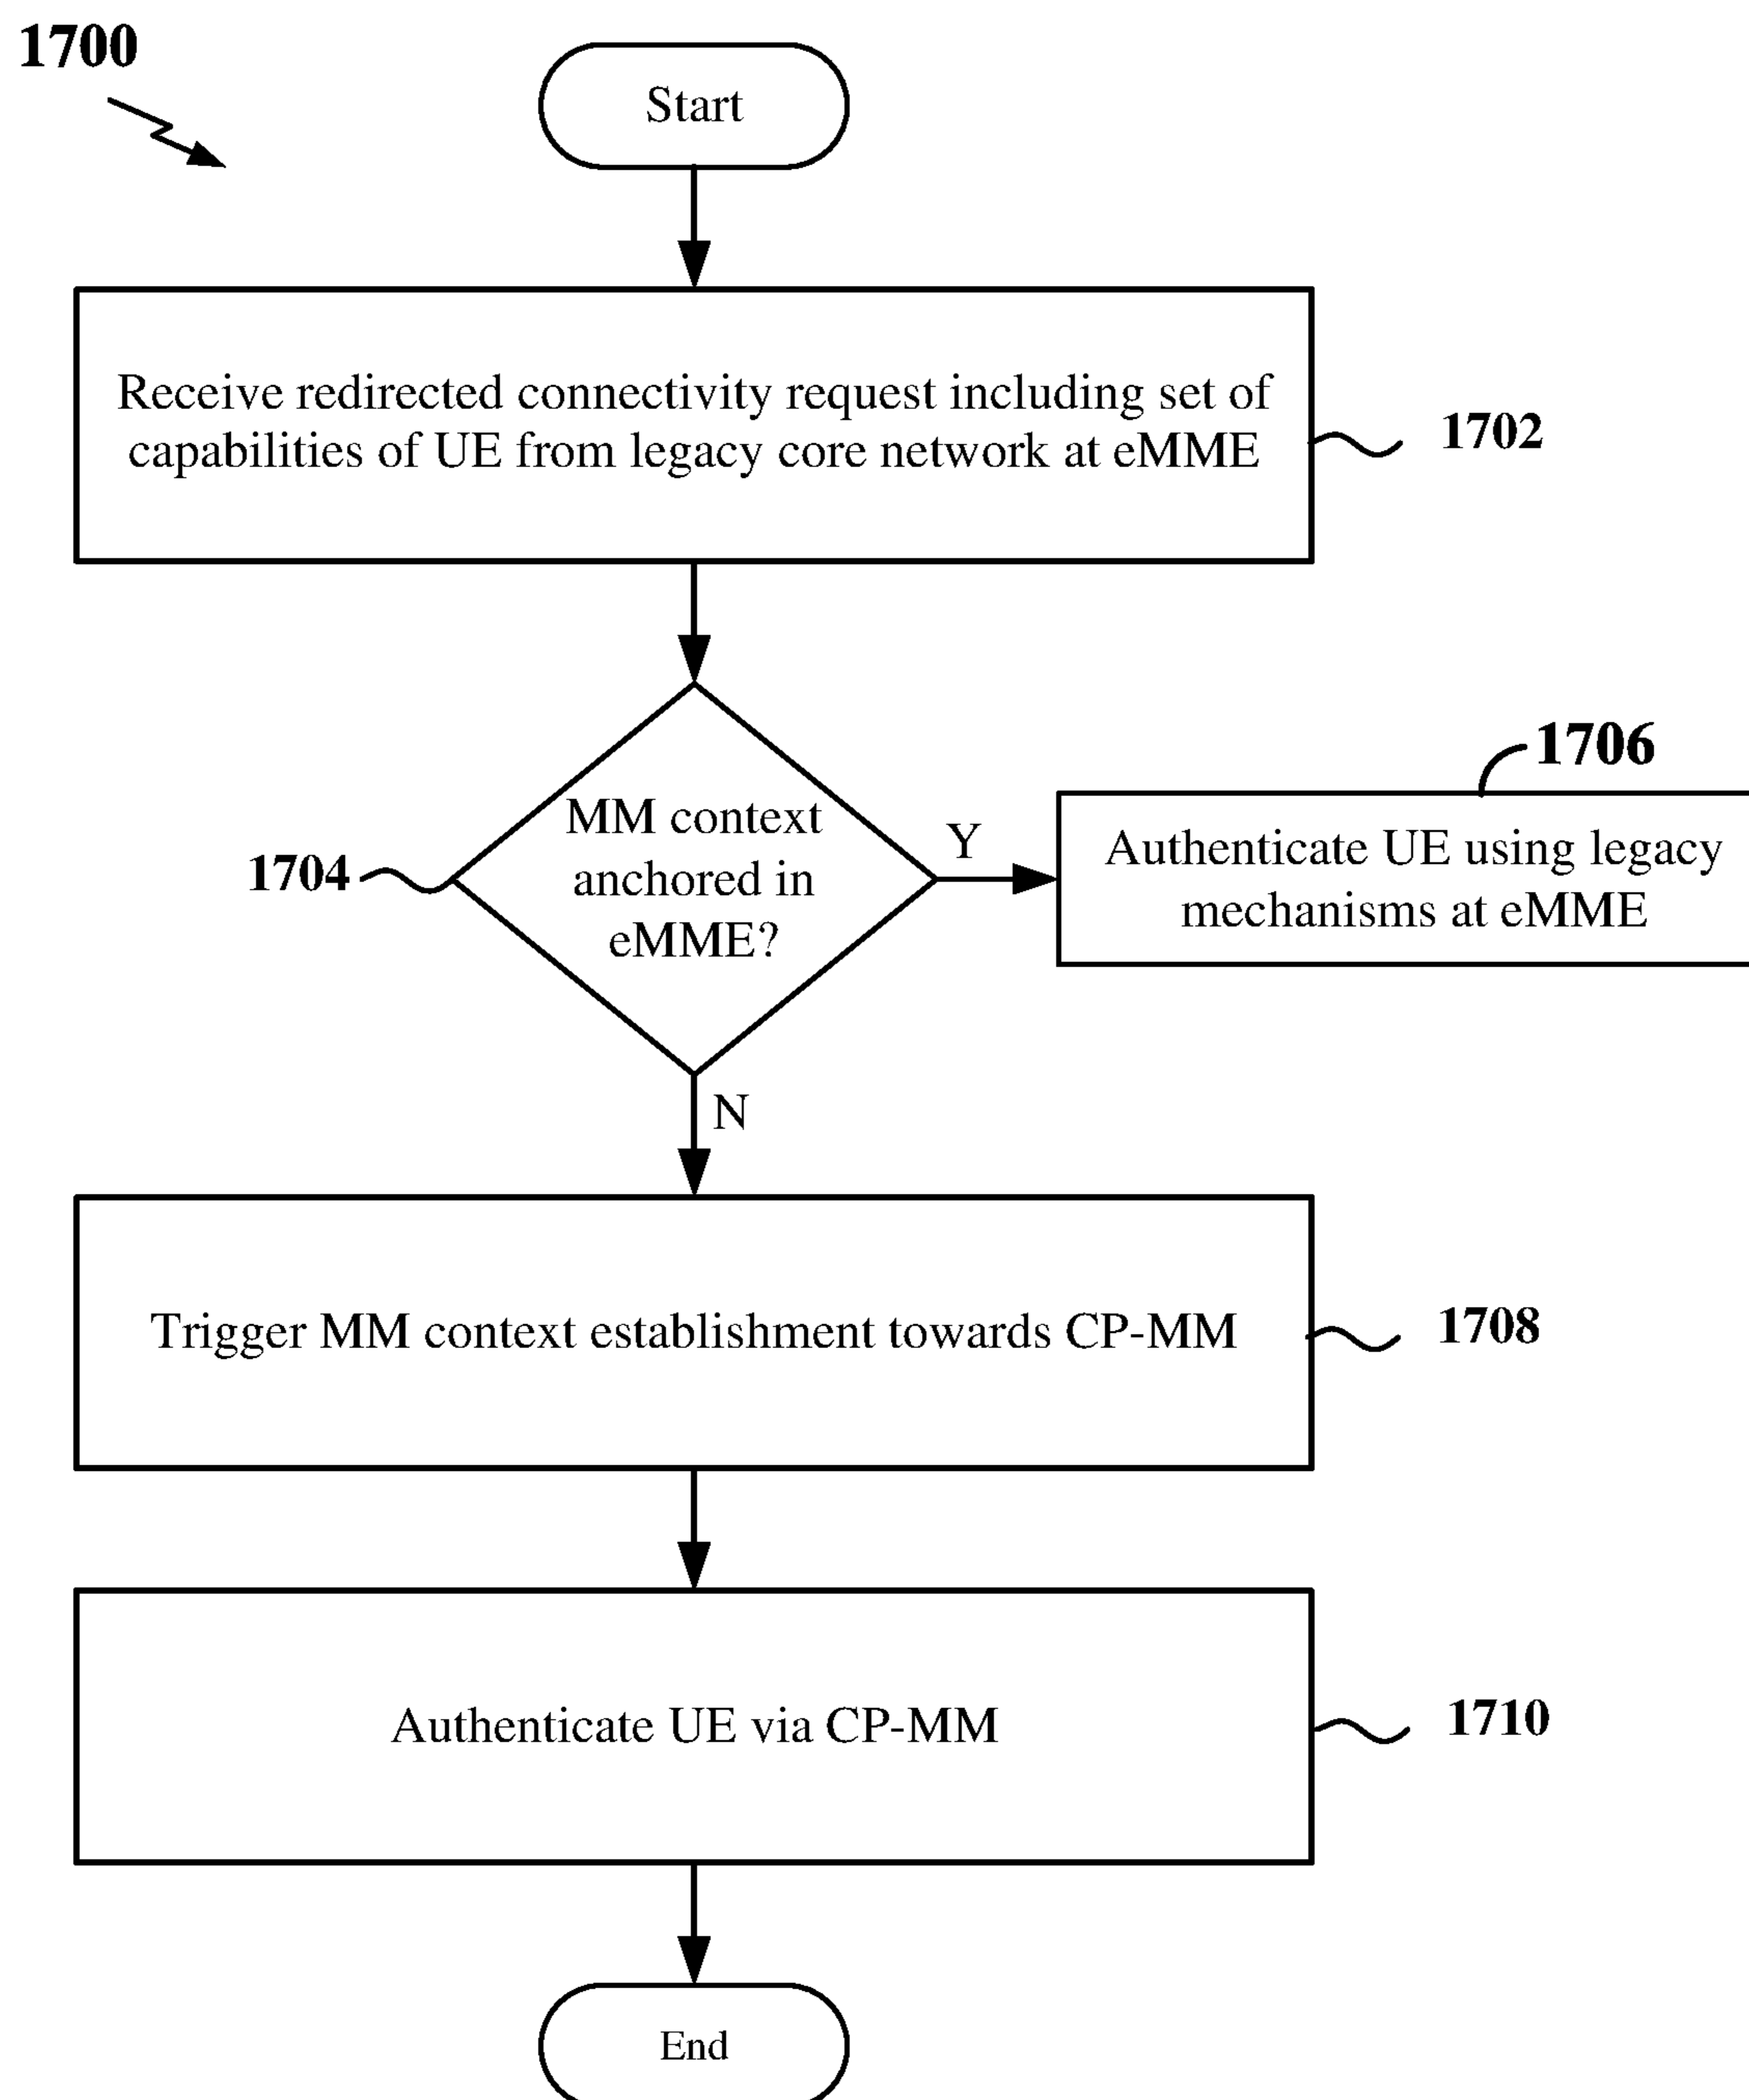 1700
Start
Receive redirected connectivity request including set of
capabilities of UE from legacy core network at eMME
1702
MM context
anchored in
eMME?
1704
Y
1706
Authenticate UE using legacy
mechanisms at eMME
N
Trigger MM context establishment towards CP-MM
1708
Authenticate UE via CP-MM
1710
End